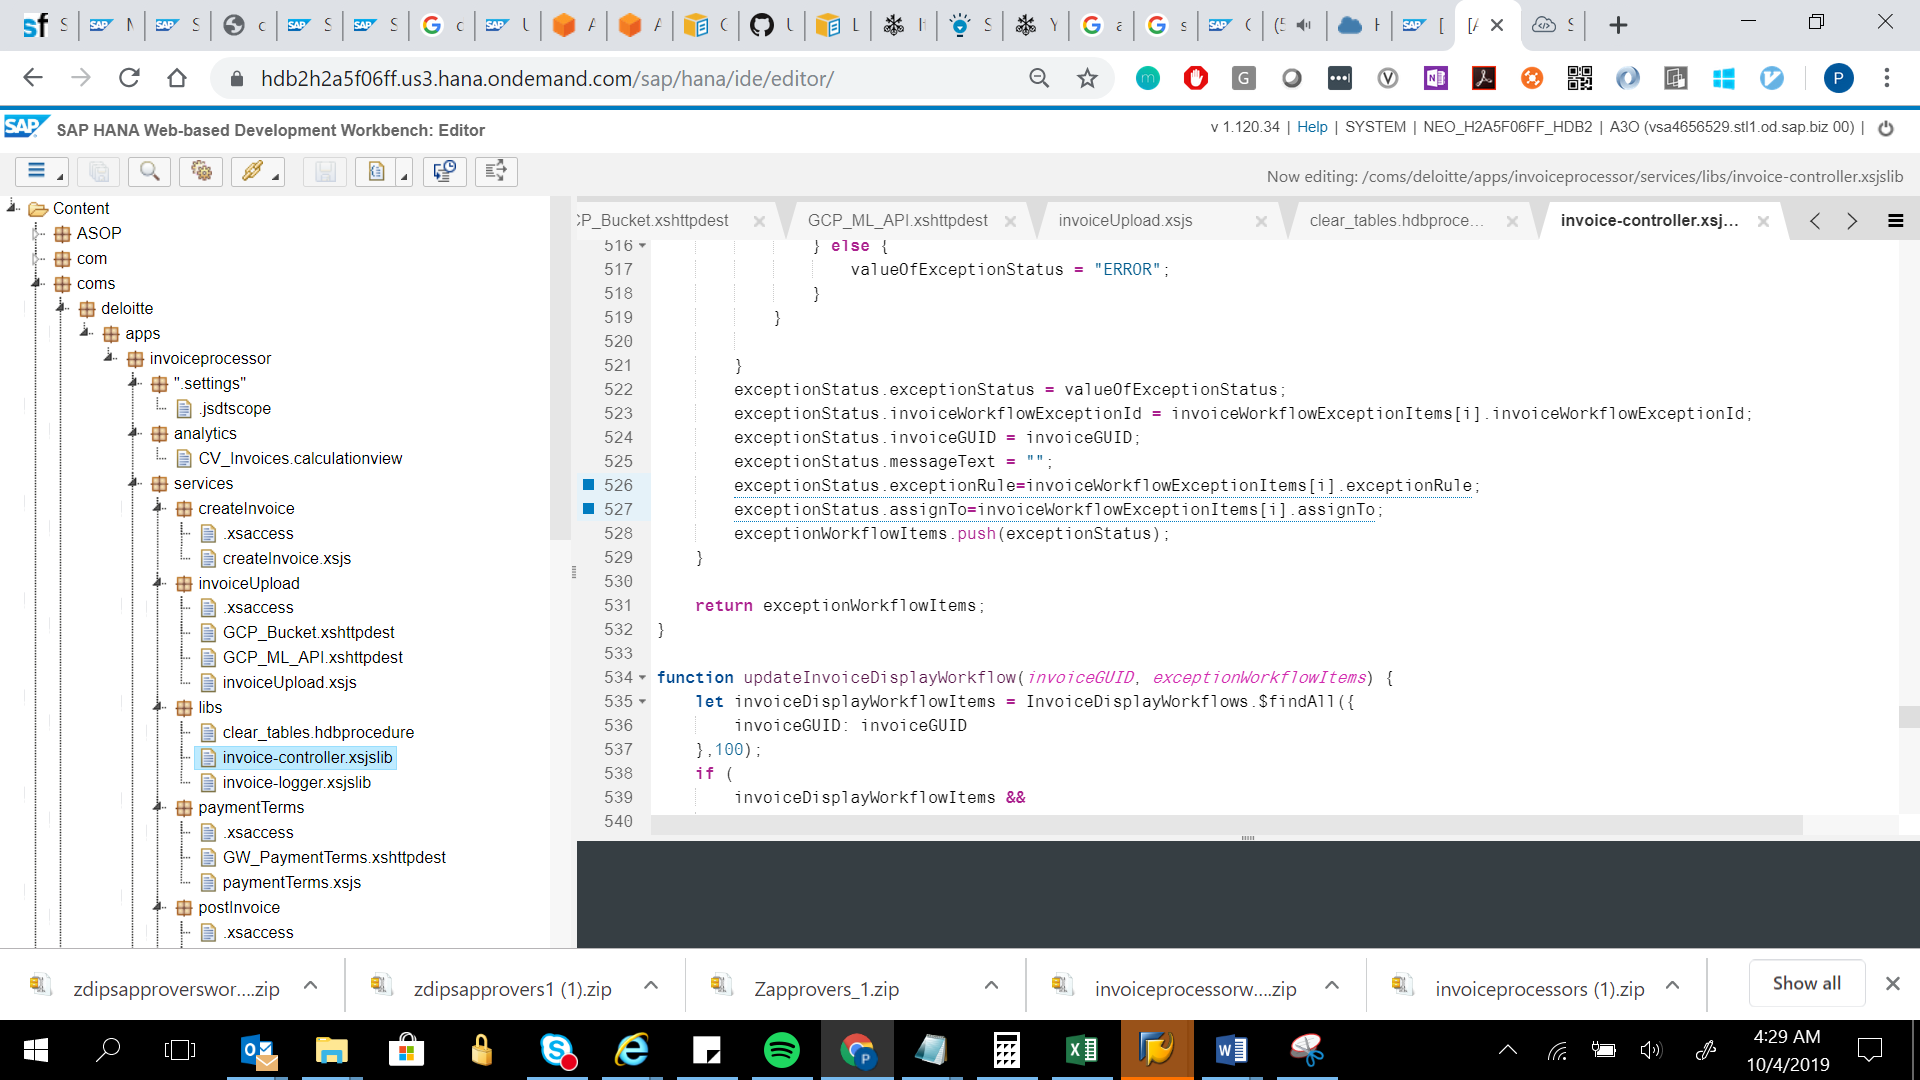 hdb2h2a5f06ff.us3.hana.ondemand.com/sap/hana/ide/editor/
SAP SAP HANA Web-based Development Workbench: Editor
v 1.120.34 | Help | SYSTEM | NEO_H2A5F06FF_HDB2 | A3O (vsa4656529.stl1.od.sap.biz 00) |
Now editing: /coms/deloitte/apps/invoiceprocessor/services/libs/invoice-controller.xsjslib
Content
ASOP
com
coms
deloitte
apps
invoiceprocessor
".settings"
.jsdtscope
analytics
CV_Invoices.calculationview
services
createInvoice
.xsaccess
createInvoice.xsjs
invoiceUpload
.xsaccess
GCP_Bucket.xshttpdest
GCP_ML_API.xshttpdest
invoiceUpload.xsjs
libs
clear_tables.hdbprocedure
invoice-controller.xsjslib
invoice-logger.xsjslib
paymentTerms
.xsaccess
GW_PaymentTerms.xshttpdest
paymentTerms.xsjs
postInvoice
.xsaccess
CP_Bucket.xshttpdest
GCP_ML_API.xshttpdest
invoiceUpload.xsjs
clear_tables.hdbproce...
invoice-controller.xsj...
516 } else {
517 valueOfExceptionStatus = "ERROR";
518 }
519 }
520
521 }
522 exceptionStatus.exceptionStatus = valueOfExceptionStatus;
523 exceptionStatus.invoiceWorkflowExceptionId = invoiceWorkflowExceptionItems[i].invoiceWorkflowExceptionId;
524 exceptionStatus.invoiceGUID = invoiceGUID;
525 exceptionStatus.messageText = "";
526 exceptionStatus.exceptionRule=invoiceWorkflowExceptionItems[i].exceptionRule;
527 exceptionStatus.assignTo=invoiceWorkflowExceptionItems[i].assignTo;
528 exceptionWorkflowItems.push(exceptionStatus);
529 }
530
531 return exceptionWorkflowItems;
532 }
533
534 function updateInvoiceDisplayWorkflow(invoiceGUID, exceptionWorkflowItems) {
535 let invoiceDisplayWorkflowItems = InvoiceDisplayWorkflows.$findAll({
536 invoiceGUID: invoiceGUID
537 },100);
538 if (
539 invoiceDisplayWorkflowItems &&
540
zdipsapproverswor....zip
zdipsapprovers1 (1).zip
Zapprovers_1.zip
invoiceprocessorw....zip
invoiceprocessors (1).zip
Show all
4:29 AM
10/4/2019